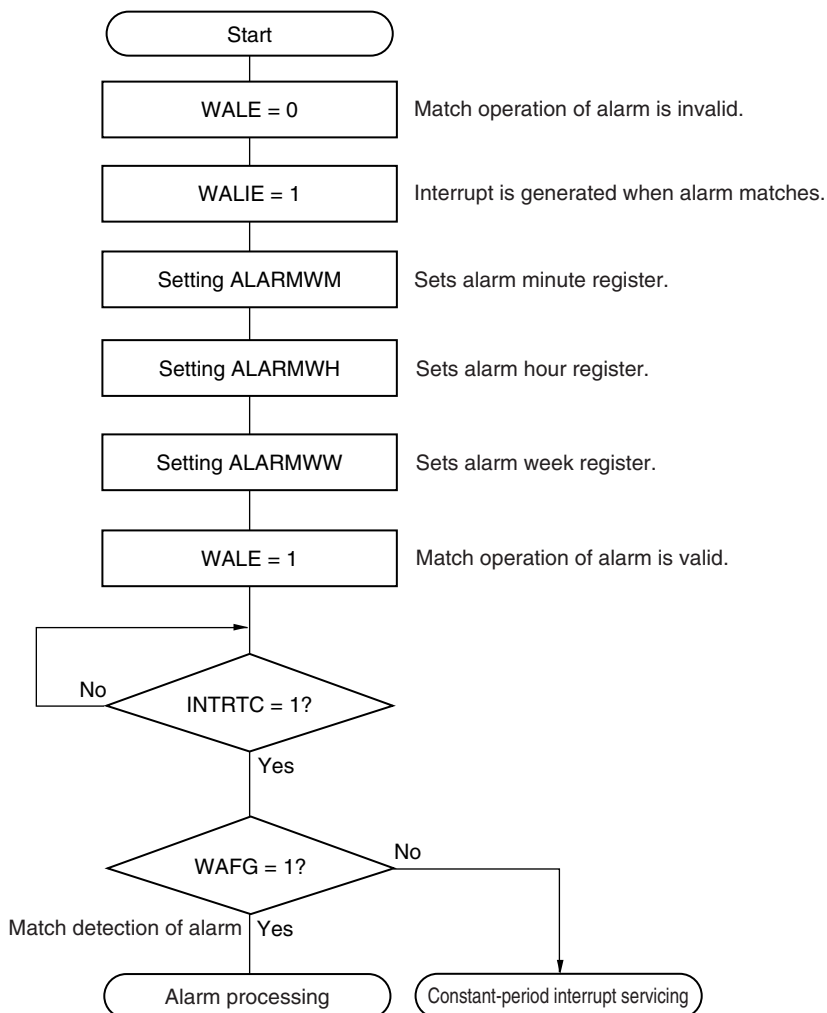 Start
WALE = 0
Match operation of alarm is invalid.
WALIE = 1
Interrupt is generated when alarm matches.
Setting ALARMWM
Sets alarm minute register.
Setting ALARMWH
Sets alarm hour register.
Setting ALARMWW
Sets alarm week register.
WALE = 1
Match operation of alarm is valid.
No
INTRTC = 1?
Yes
WAFG = 1?
No
Match detection of alarm
Yes
Alarm processing
Constant-period interrupt servicing